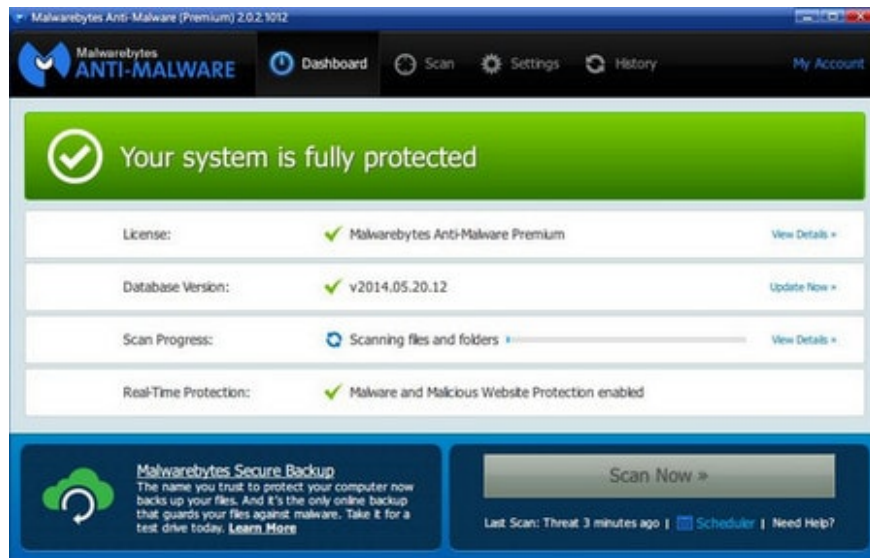 Malwarebytes Anti-Malware (Premium) 2.0.2.1012
Malwarebytes
ANTI-MALWARE
Dashboard
Scan
Settings
History
My Account
Your system is fully protected
License:
Malwarebytes Anti-Malware Premium
View Details »
Database Version:
v2014.05.20.12
Update Now »
Scan Progress:
Scanning files and folders
View Details »
Real-Time Protection:
Malware and Malicious Website Protection enabled
Malwarebytes Secure Backup
The name you trust to protect your computer now
backs up your files. And it's the only online backup
that guards your files against malware. Take it for a
test drive today. Learn More
Scan Now »
Last Scan: Threat 3 minutes ago | Scheduler | Need Help?